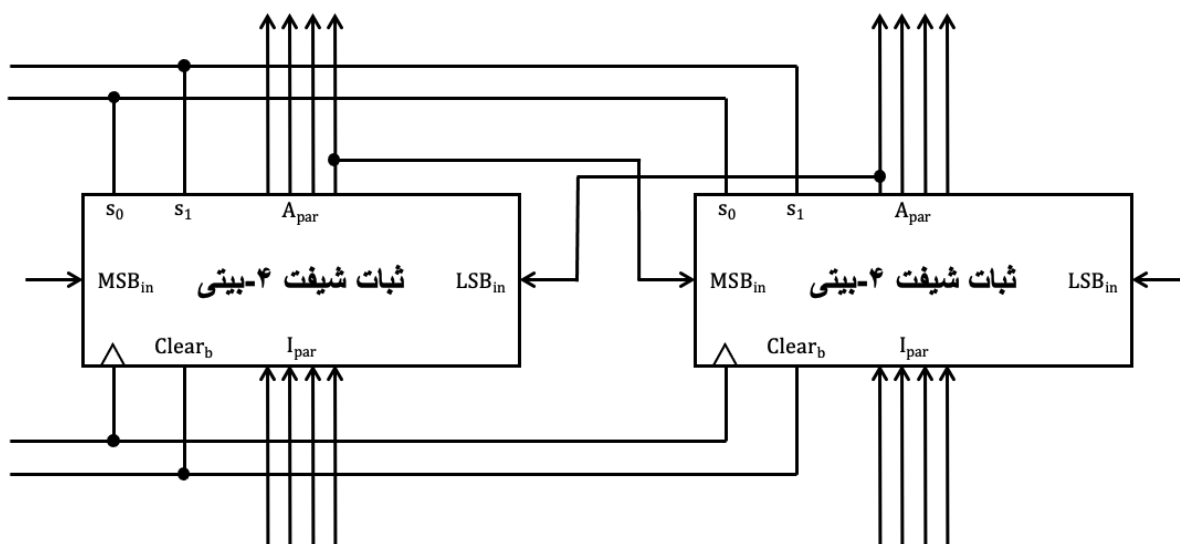 s0 s1 Apar s0 s1 Apar
MSBin ثبات شیفت ۴-بیتی LSBin MSBin ثبات شیفت ۴-بیتی LSBin
Clearb Ipar Clearb Ipar